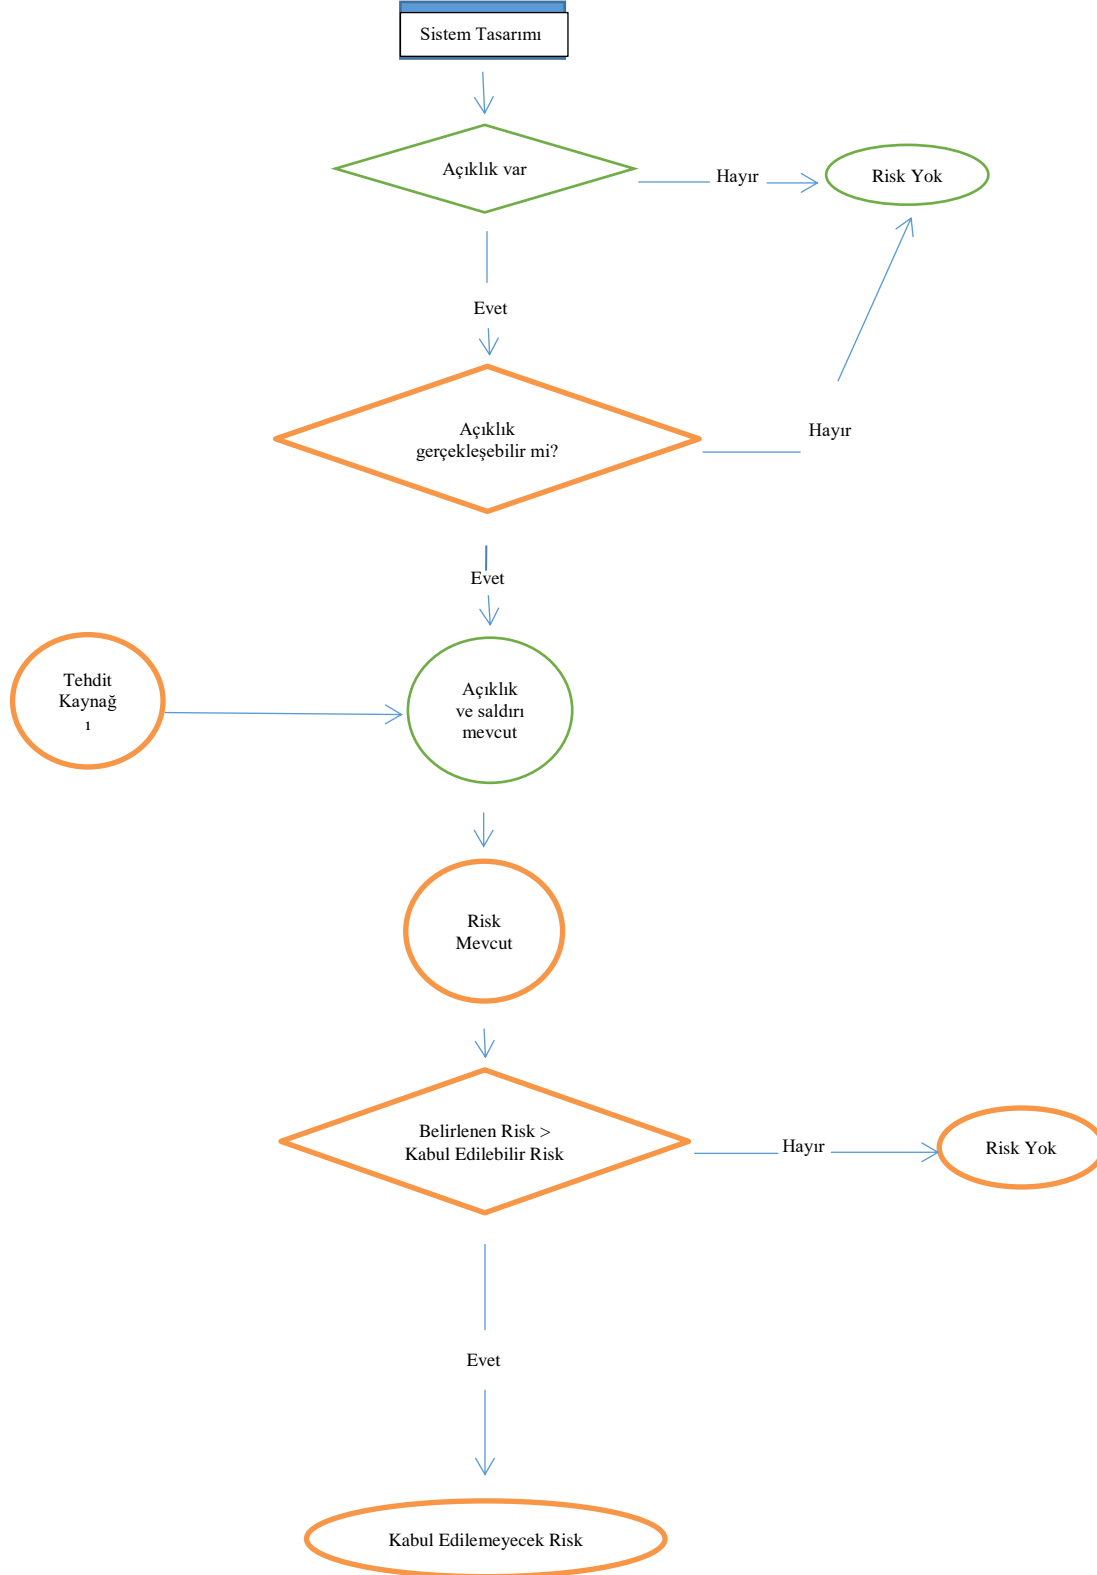 Sistem Tasarımı
Açıklık var
Hayır
Risk Yok
Evet
Açıklık
gerçekleşebilir mi?
Hayır
Evet
Tehdit
Kaynağ
ı
Açıklık
ve saldırı
mevcut
Risk
Mevcut
Belirlenen Risk >
Kabul Edilebilir Risk
Hayır
Risk Yok
Evet
Kabul Edilemeyecek Risk